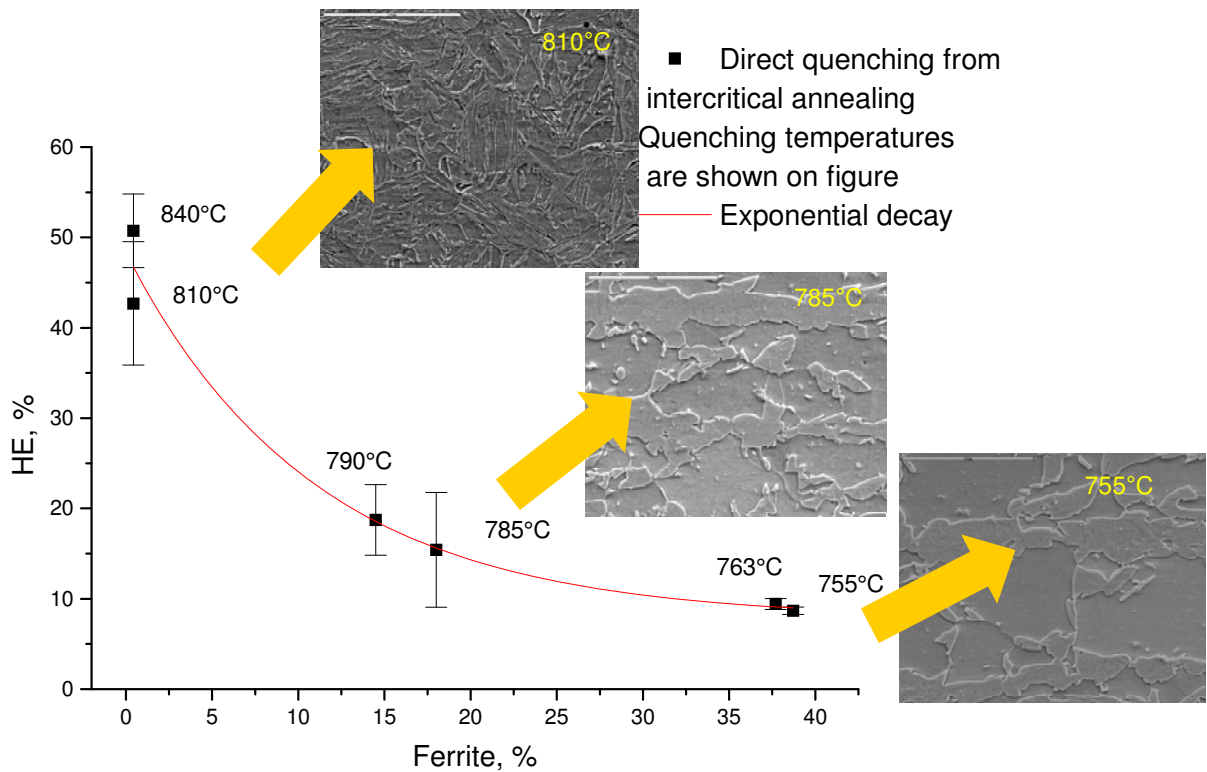 810°C
■ Direct quenching from
intercritical annealing
Quenching temperatures
are shown on figure
Exponential decay
60
50
40
30
20
10
0
HE, %
840°C
810°C
785°C
790°C
785°C
755°C
763°C
755°C
0 5 10 15 20 25 30 35 40
Ferrite, %